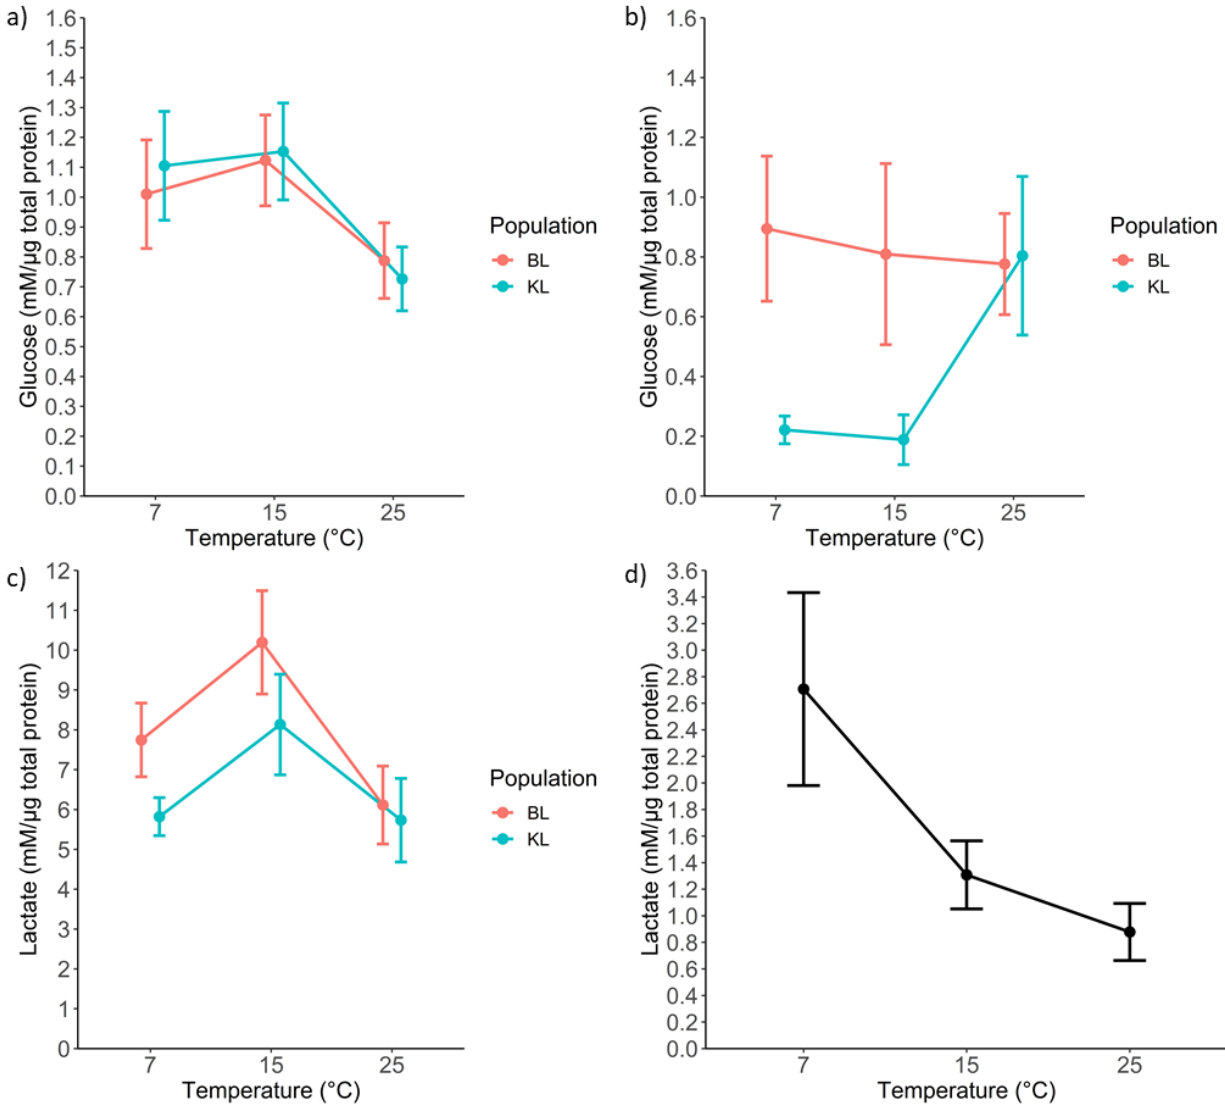 a)
Glucose (mM/µg total protein)
1.6
1.5
1.4
1.3
1.2
1.1
1.0
0.9
0.8
0.7
0.6
0.5
0.4
0.3
0.2
0.1
0.0
7 15 25
Temperature (°C)
Population
BL
KL
b)
Glucose (mM/µg total protein)
1.6
1.4
1.2
1.0
0.8
0.6
0.4
0.2
0.0
7 15 25
Temperature (°C)
Population
BL
KL
c)
Lactate (mM/µg total protein)
12
11
10
9
8
7
6
5
4
3
2
1
0
7 15 25
Temperature (°C)
Population
BL
KL
d)
Lactate (mM/µg total protein)
3.6
3.4
3.2
3.0
2.8
2.6
2.4
2.2
2.0
1.8
1.6
1.4
1.2
1.0
0.8
0.6
0.4
0.2
0.0
7 15 25
Temperature (°C)